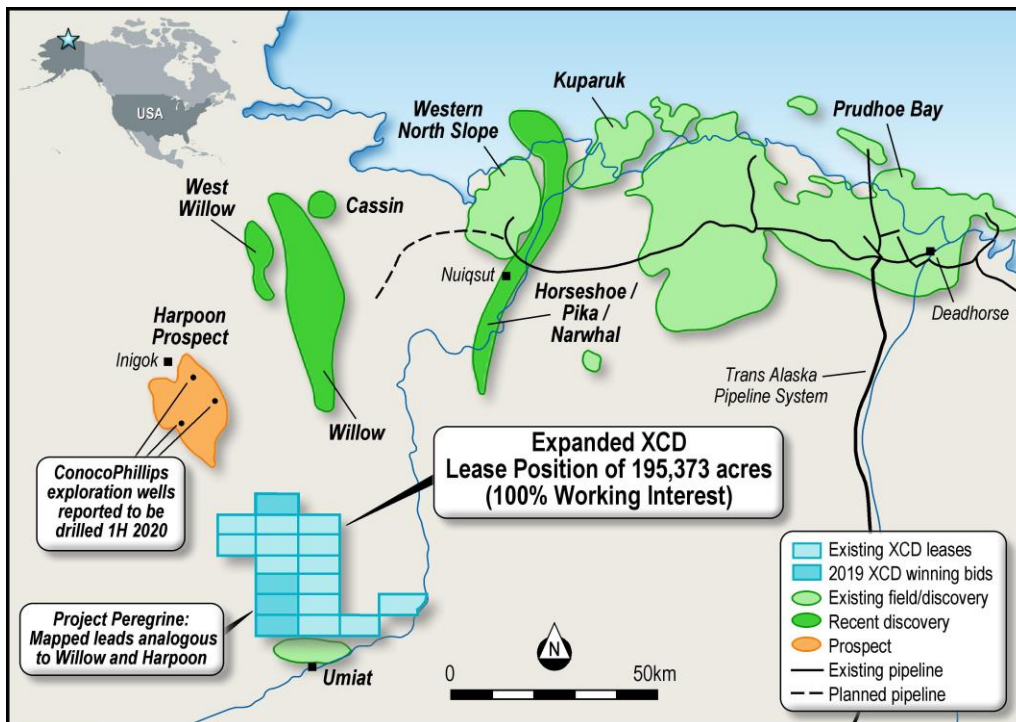 USA
Kuparuk
Western
North Slope
Prudhoe Bay
West
Willow
Cassin
Nuiqsut
Horseshoe /
Pika /
Narwhal
Deadhorse
Harpoon
Prospect
Inigok
Trans Alaska
Pipeline System
Willow
ConocoPhillips
exploration wells
reported to be
drilled 1H 2020
Expanded XCD
Lease Position of 195,373 acres
(100% Working Interest)
Project Peregrine:
Mapped leads analogous
to Willow and Harpoon
Umiat
N
0
50km
Existing XCD leases
2019 XCD winning bids
Existing field/discovery
Recent discovery
Prospect
Existing pipeline
Planned pipeline